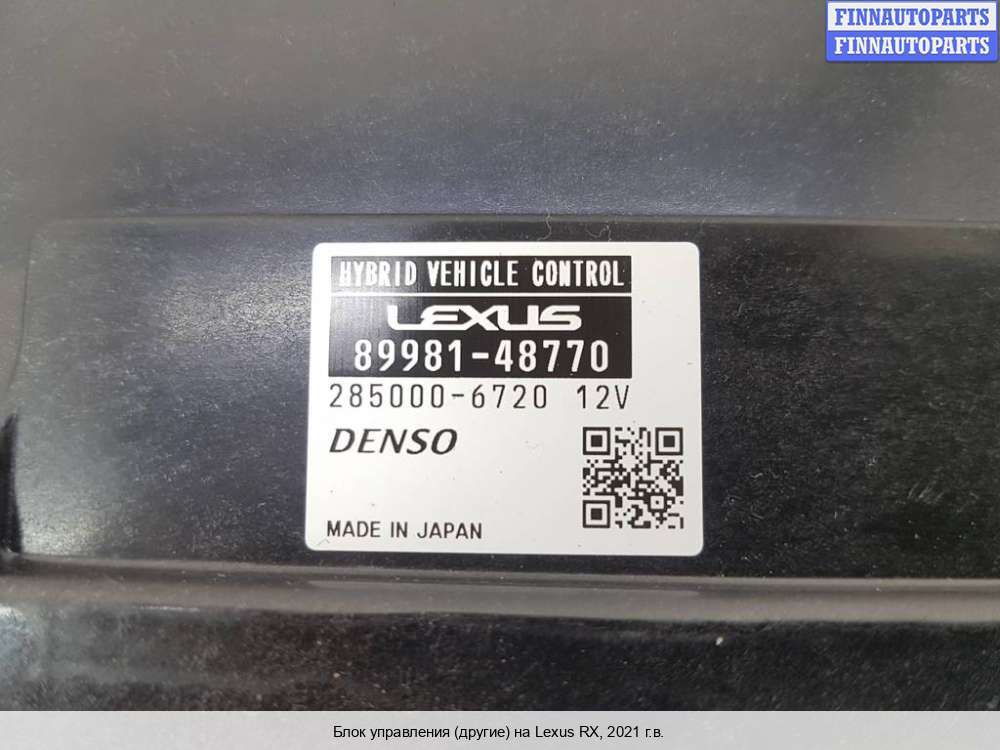 FINNAUTOPARTS
FINNAUTOPARTS
HYBRID VEHICLE CONTROL
LEXUS
89981-48770
285000-6720 12V
DENSO
MADE IN JAPAN
Блок управления (другие) на Lexus RX, 2021 г.в.